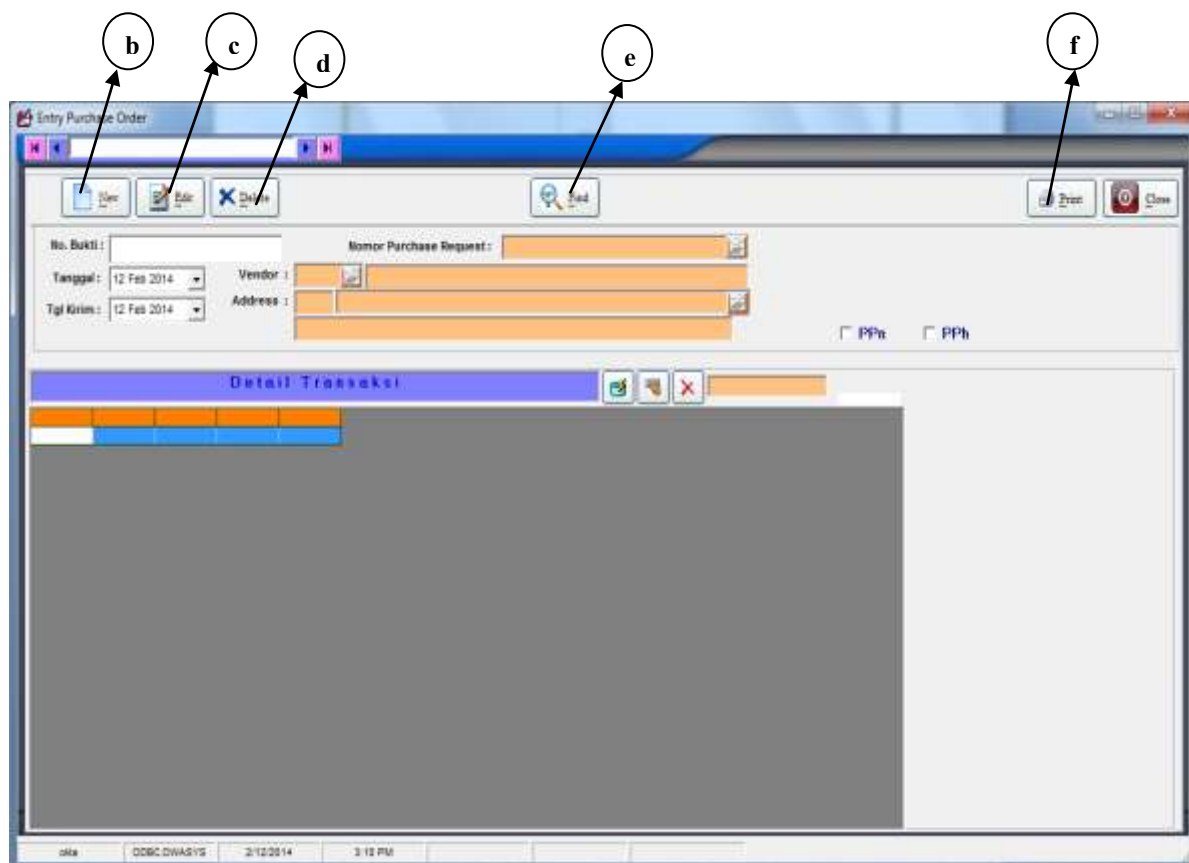 b c d e f
Entry Purchase Order
New Edit Delete Find Print Close
No. Bukti : Nomor Purchase Request :
Tanggal : 12 Feb 2014 Vendor :
Tgl Kirim : 12 Feb 2014 Address :
PPn PPh
Detail Transaksi
ODBC.DWASYS 2/12/2014 3:10 PM